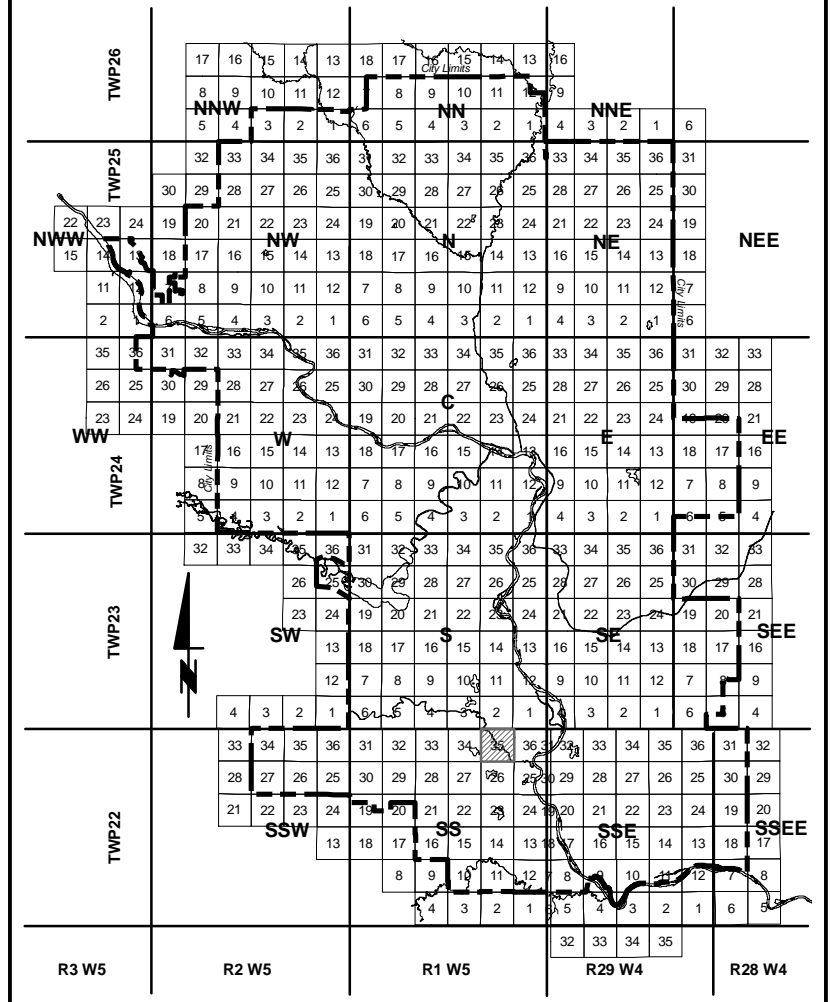 TWP26
17 16 15 14 13 18 17 16 15 14 13 16
City Limits
8 9 10 11 12 8 9 10 11 12 9
NNW NN NNE
5 4 3 2 1 6 5 4 3 2 1 4 3 2 1 6
TWP25
32 33 34 35 36 31 32 33 34 35 36 33 34 35 36 31
30 29 28 27 26 25 30 29 28 27 26 25 28 27 26 25 30
22 23 24 19 20 21 22 23 24 19 20 21 22 23 24 21 22 23 24 19
NWW NW N NE NEE
15 14 13 18 17 16 15 14 13 18 17 16 15 14 13 16 15 14 13 18
11 8 9 10 11 12 7 8 9 10 11 12 9 10 11 12 7
City Limits
2 1 6 5 4 3 2 1 6 5 4 3 2 1 4 3 2 1 6
35 36 31 32 33 34 35 36 31 32 33 34 35 36 33 34 35 36 31 32 33
26 25 30 29 28 27 26 25 30 29 28 27 26 25 28 27 26 25 30 29 28
C
23 24 19 20 21 22 23 24 19 20 21 22 23 24 21 22 23 24 19 20 21
WW W E EE
17 16 15 14 13 18 17 16 15 14 13 16 15 14 13 18 17 16
City Limits
TWP24
8 9 10 11 12 7 8 9 10 11 12 9 10 11 12 7 8 9
5 4 3 2 1 6 5 4 3 2 1 4 3 2 1 6 5 4
32 33 34 35 36 31 32 33 34 35 36 33 34 35 36 31 32 33
26 25 30 29 28 27 26 25 28 27 26 25 30 29 28
TWP23
23 24 19 20 21 22 23 24 21 22 23 24 19 20 21
SW S SE SEE
13 18 17 16 15 14 13 16 15 14 13 18 17 16
N
12 7 8 9 10 11 12 9 10 11 12 7 8 9
4 3 2 1 6 5 4 3 2 1 3 2 1 6 4
33 34 35 36 31 32 33 34 35 36 31 32 33 34 35 36 31 32
28 27 26 25 30 29 28 27 26 25 30 29 28 27 26 25 30 29
21 22 23 24 19 20 21 22 23 24 19 20 21 22 23 24 19 20
TWP22
SSW SS SSE SSEE
13 18 17 16 15 14 13 18 17 16 15 14 13 18 17
8 9 10 11 12 7 8 9 10 11 12 7 8
4 3 2 1 5 4 3 2 1 6 5
32 33 34 35
R3 W5 R2 W5 R1 W5 R29 W4 R28 W4